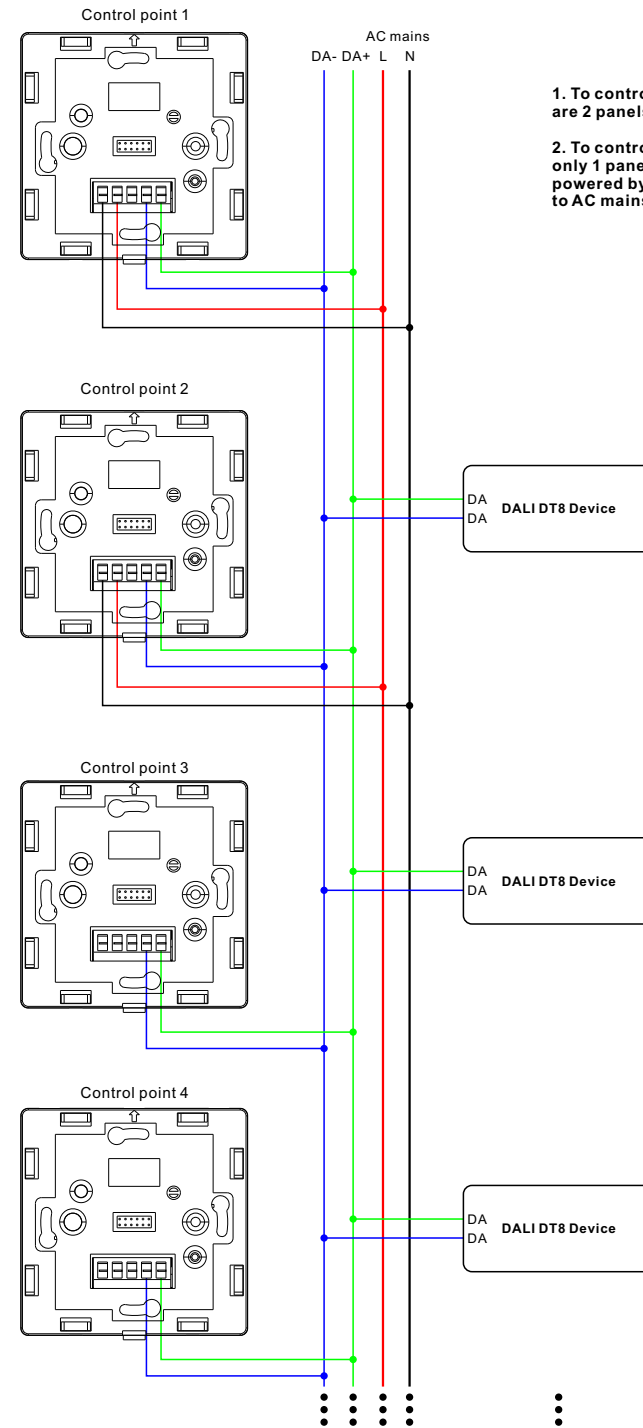 Control point 1
AC mains
DA- DA+ L N
1. To contro
are 2 panels
2. To contro
only 1 pane
powered by
to AC mains
Control point 2
DA
DALI DT8 Device
DA
Control point 3
DA
DALI DT8 Device
DA
Control point 4
DA
DALI DT8 Device
DA